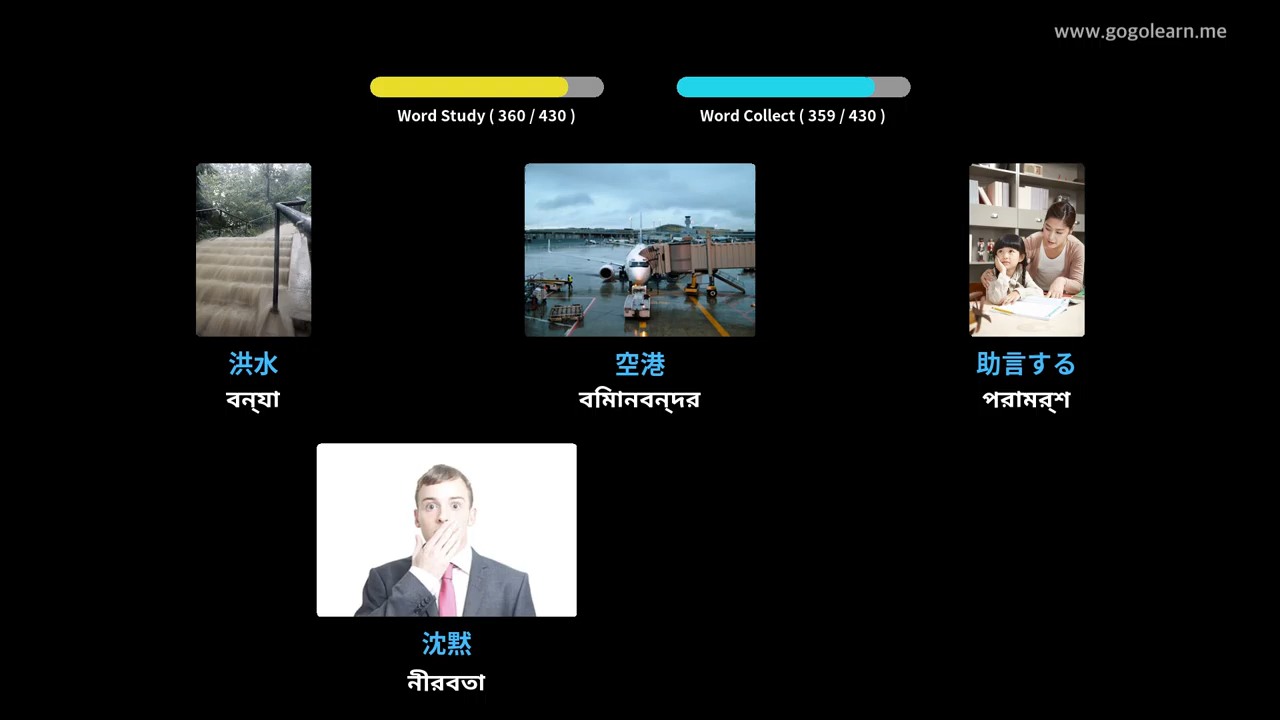 www.gogolearn.me
Word Study ( 360 / 430 )
Word Collect ( 359 / 430 )
洪水
বন্যা
空港
বিমানবন্দর
助言する
পরামর্শ
沈黙
নীরবতা